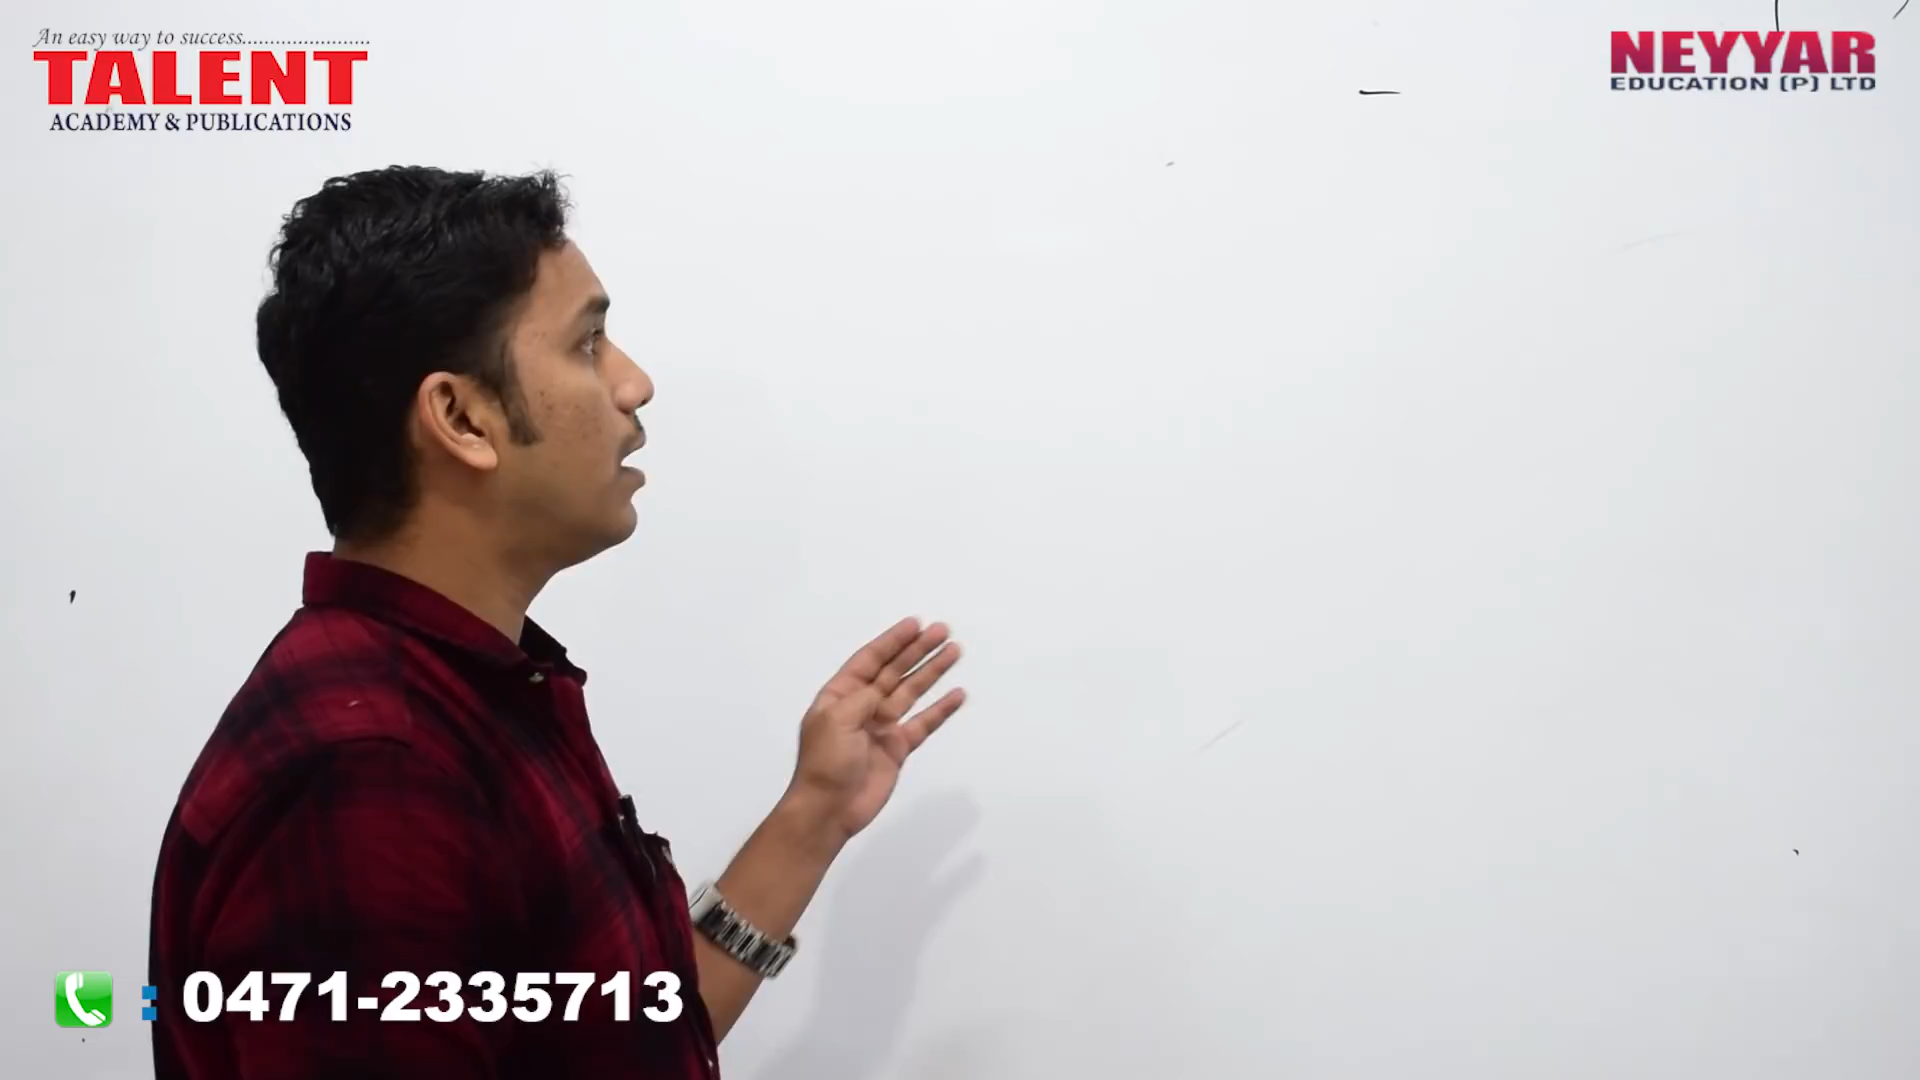 An easy way to success.......................
TALENT
ACADEMY & PUBLICATIONS
NEYYAR
EDUCATION (P) LTD
: 0471-2335713